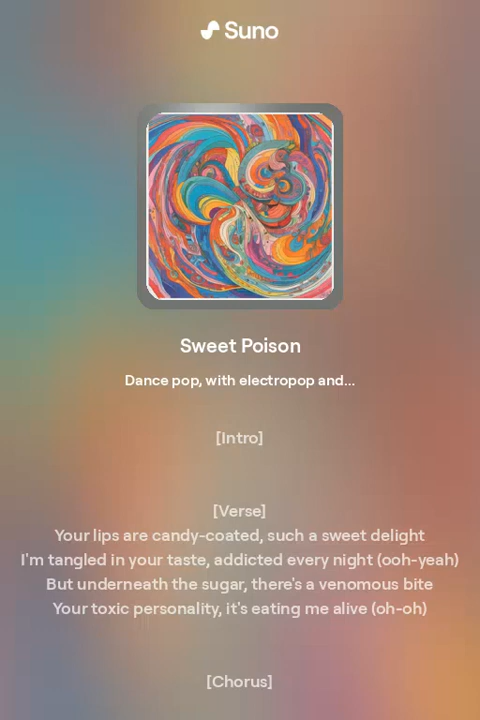 Suno
Sweet Poison
Dance pop, with electropop and...
[Intro]
[Verse]
Your lips are candy-coated, such a sweet delight
I'm tangled in your taste, addicted every night (ooh-yeah)
But underneath the sugar, there's a venomous bite
Your toxic personality, it's eating me alive (oh-oh)
[Chorus]